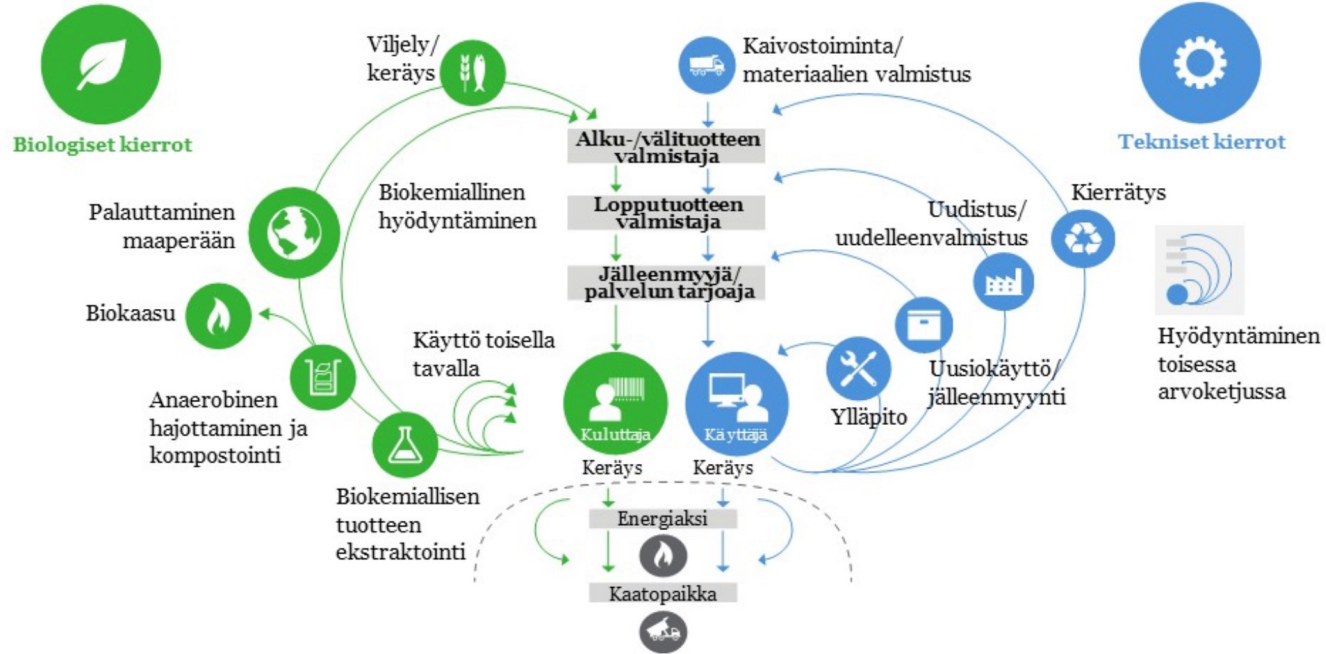 Biologiset kierrot
Viljely/
keräys
Kaivostoiminta/
materiaalien valmistus
Tekniset kierrot
Alku-/välituotteen
valmistaja
Lopputuotteen
valmistaja
Jälleenmyyjä/
palvelun tarjoaja
Palauttaminen
maaperään
Biokemiallinen
hyödyntäminen
Biokaasu
Käyttö toisella
tavalla
Anaerobinen
hajottaminen ja
kompostointi
Biokemiallisen
tuotteen
ekstraktointi
Kuluttaja
Käyttäjä
Keräys
Keräys
Energiaksi
Kaatopaikka
Kierrätys
Uudistus/
uudelleenvalmistus
Uusiokäyttö/
jälleenmyynti
Ylläpito
Hyödyntäminen
toisessa
arvoketjussa